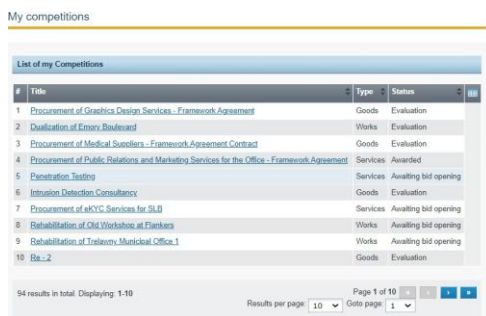 My competitions
List of my Competitions
# Title Type Status
1 Procurement of Graphics Design Services - Framework Agreement Goods Evaluation
2 Dualization of Emory Boulevard Works Evaluation
3 Procurement of Medical Suppliers - Framework Agreement Contract Goods Evaluation
4 Procurement of Public Relations and Marketing Services for the Office - Framework Agreement Services Awarded
5 Penetration Testing Services Awaiting bid opening
6 Intrusion Detection Consultancy Goods Evaluation
7 Procurement of eKYC Services for SLB Services Awaiting bid opening
8 Rehabilitation of Old Workshop at Flankers Works Awaiting bid opening
9 Rehabilitation of Trelawny Municipal Office 1 Works Awaiting bid opening
10 Re - 2 Goods Evaluation
94 results in total. Displaying: 1-10 Page 1 of 10 « ‹ › »
Results per page: 10 Goto page: 1